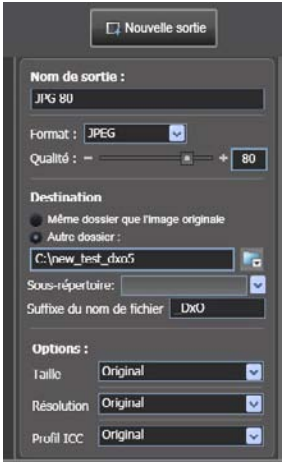 Nouvelle sortie
Nom de sortie :
JPG 80
Format : JPEG
Qualité : - + 80
Destination
Même dossier que l'image originale
Autre dossier :
C:\new_test_dxo5
Sous-répertoire:
Suffixe du nom de fichier _DxO
Options :
Taille Original
Résolution Original
Profil ICC Original